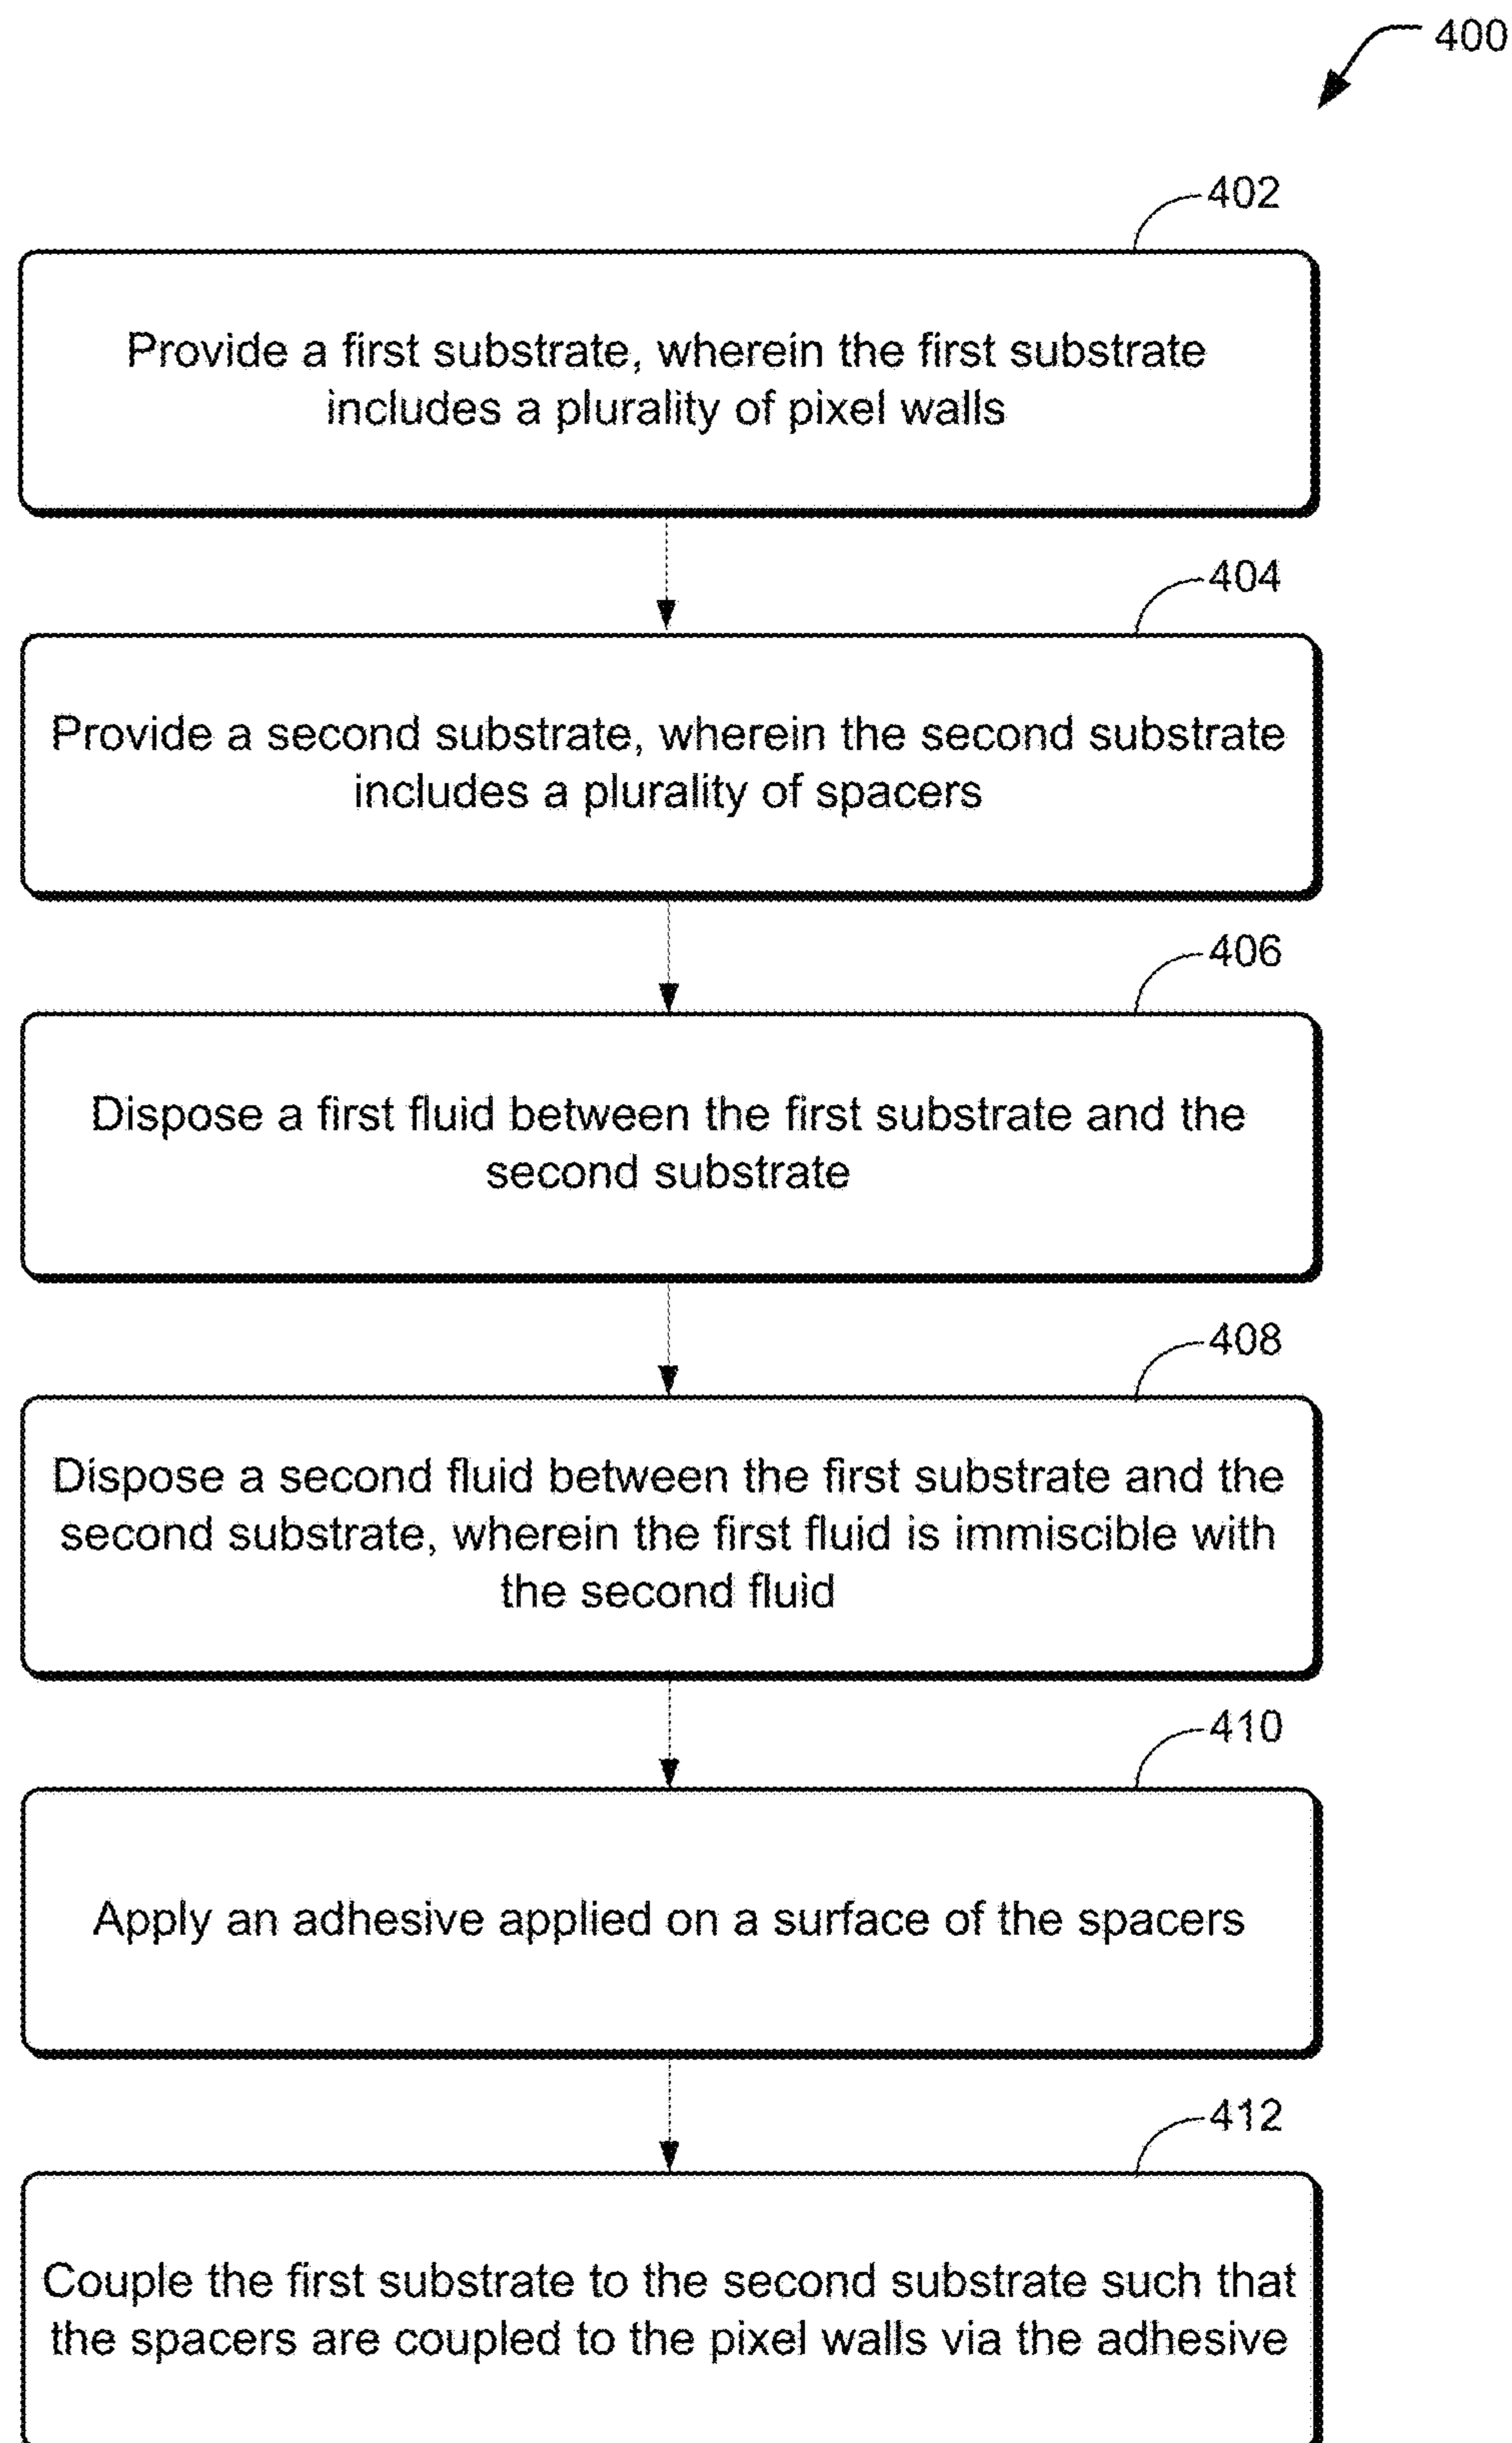 400
402
Provide a first substrate, wherein the first substrate
includes a plurality of pixel walls
404
Provide a second substrate, wherein the second substrate
includes a plurality of spacers
406
Dispose a first fluid between the first substrate and the
second substrate
408
Dispose a second fluid between the first substrate and the
second substrate, wherein the first fluid is immiscible with
the second fluid
410
Apply an adhesive applied on a surface of the spacers
412
Couple the first substrate to the second substrate such that
the spacers are coupled to the pixel walls via the adhesive